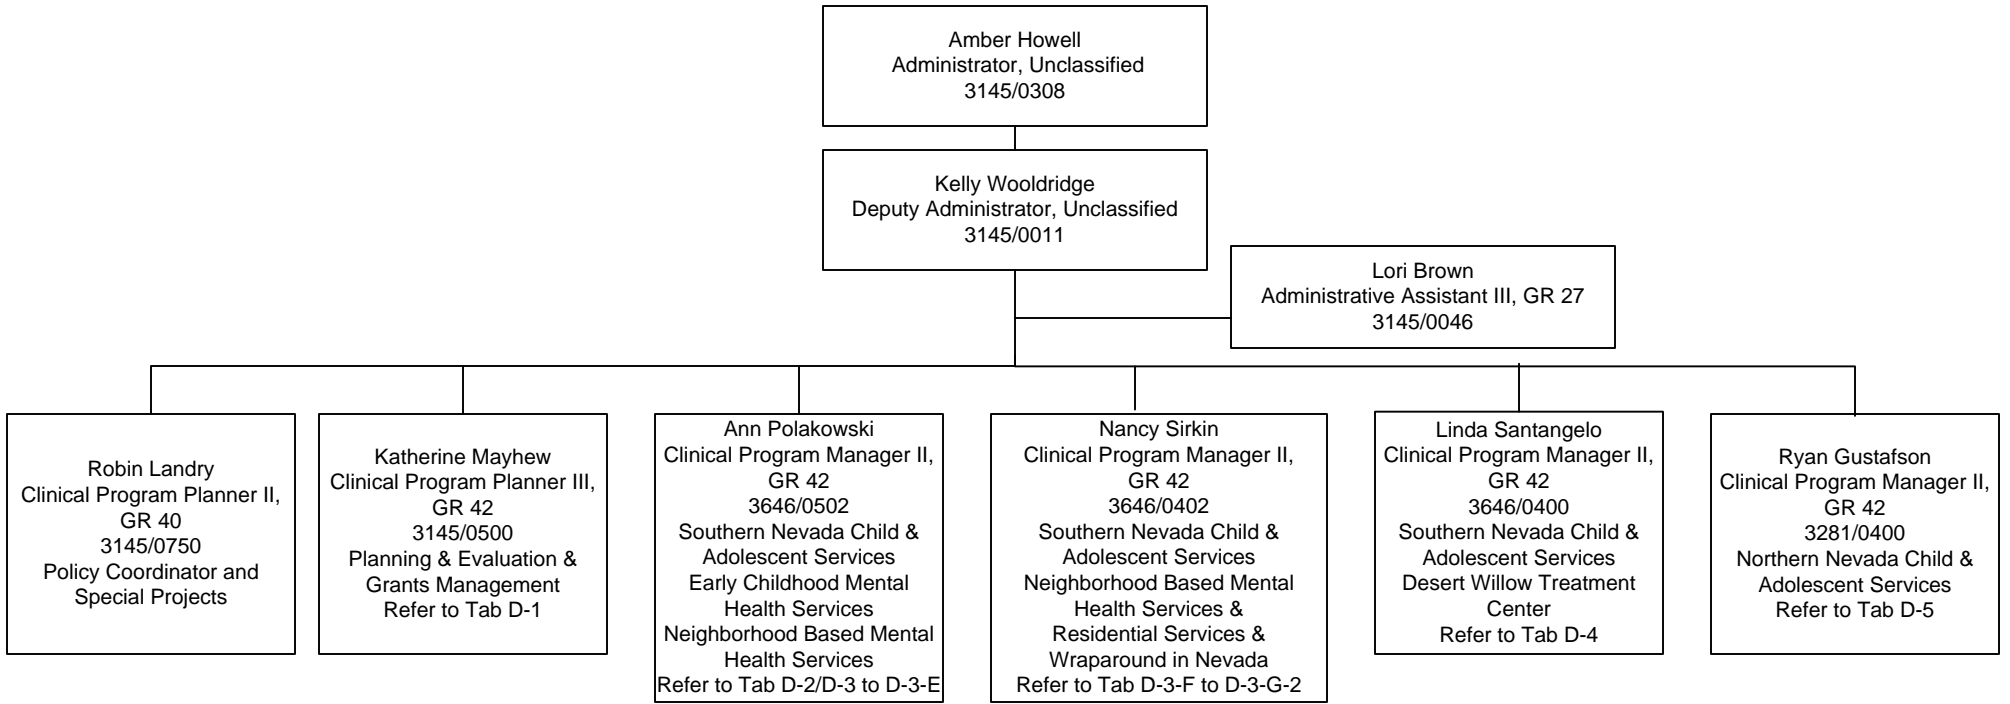 Amber Howell
Administrator, Unclassified
3145/0308
Kelly Wooldridge
Deputy Administrator, Unclassified
3145/0011
Lori Brown
Administrative Assistant III, GR 27
3145/0046
Robin Landry
Clinical Program Planner II,
GR 40
3145/0750
Policy Coordinator and
Special Projects
Katherine Mayhew
Clinical Program Planner III,
GR 42
3145/0500
Planning & Evaluation &
Grants Management
Refer to Tab D-1
Ann Polakowski
Clinical Program Manager II,
GR 42
3646/0502
Southern Nevada Child &
Adolescent Services
Early Childhood Mental
Health Services
Neighborhood Based Mental
Health Services
Refer to Tab D-2/D-3 to D-3-E
Nancy Sirkin
Clinical Program Manager II,
GR 42
3646/0402
Southern Nevada Child &
Adolescent Services
Neighborhood Based Mental
Health Services &
Residential Services &
Wraparound in Nevada
Refer to Tab D-3-F to D-3-G-2
Linda Santangelo
Clinical Program Manager II,
GR 42
3646/0400
Southern Nevada Child &
Adolescent Services
Desert Willow Treatment
Center
Refer to Tab D-4
Ryan Gustafson
Clinical Program Manager II,
GR 42
3281/0400
Northern Nevada Child &
Adolescent Services
Refer to Tab D-5